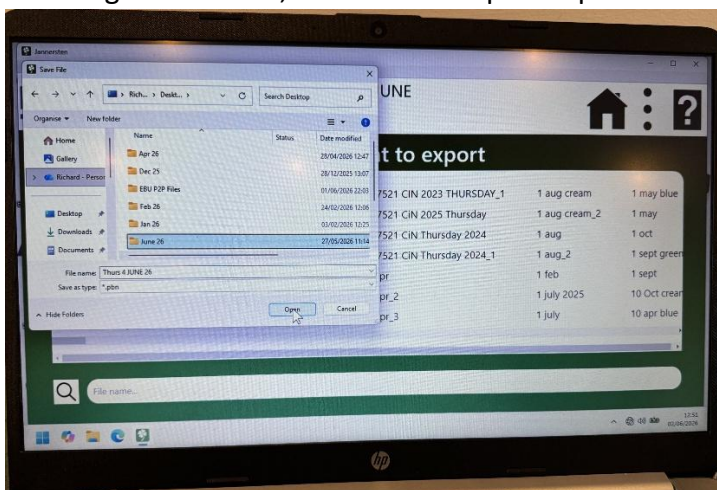 Jannersten
Save File
Rich... > Deskt... >
Search Desktop
Organise
New folder
Name
Status
Date modified
Home
Gallery
Richard - Person
Desktop
Downloads
Documents
Apr 26
28/04/2026 12:47
Dec 25
28/12/2025 13:07
EBU P2P Files
01/06/2026 22:03
Feb 26
24/02/2026 12:06
Jan 26
03/02/2026 12:25
June 26
27/05/2026 11:14
File name: Thurs 4 JUNE 26
Save as type: *.pbn
Hide Folders
Open
Cancel
UNE
t to export
7521 CIN 2023 THURSDAY_1
1 aug cream
1 may blue
7521 CIN 2025 Thursday
1 aug cream_2
1 may
7521 CIN Thursday 2024
1 aug
1 oct
7521 CIN Thursday 2024_1
1 aug_2
1 sept green
pr
1 feb
1 sept
pr_2
1 july 2025
10 Oct crear
pr_3
1 july
10 apr blue
File name...
12:51
02/06/2026
hp